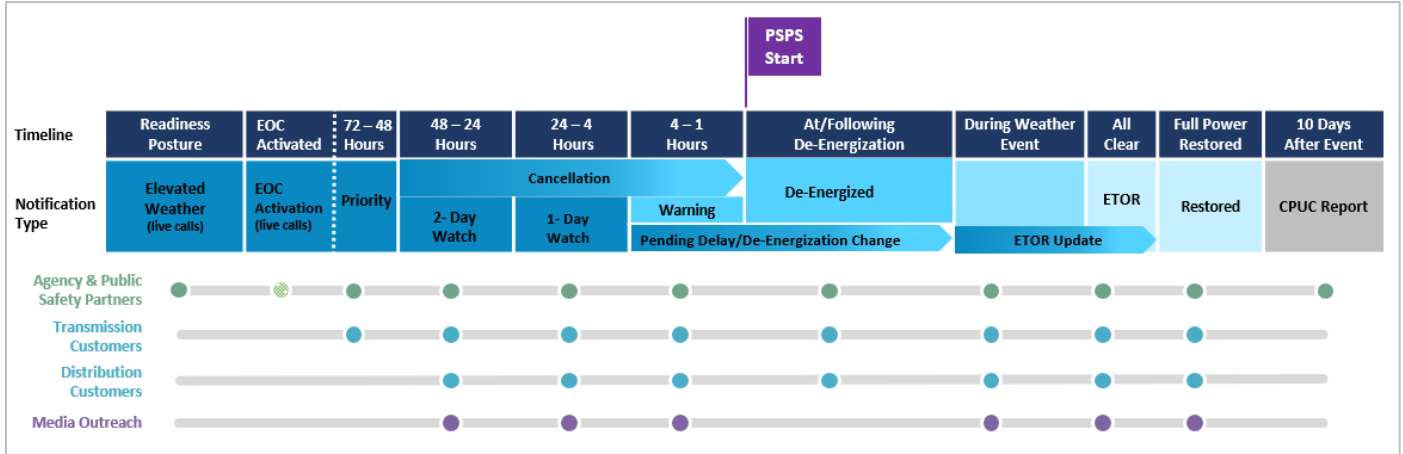 PSPS
Start
Timeline
Readiness
Posture
EOC
Activated
72 – 48
Hours
48 – 24
Hours
24 – 4
Hours
4 – 1
Hours
At/Following
De-Energization
During Weather
Event
All
Clear
Full Power
Restored
10 Days
After Event
Notification
Type
Elevated
Weather
(live calls)
EOC
Activation
(live calls)
Priority
Cancellation
2- Day
Watch
1- Day
Watch
Warning
Pending Delay/De-Energization Change
De-Energized
ETOR Update
ETOR
Restored
CPUC Report
Agency & Public
Safety Partners
Transmission
Customers
Distribution
Customers
Media Outreach